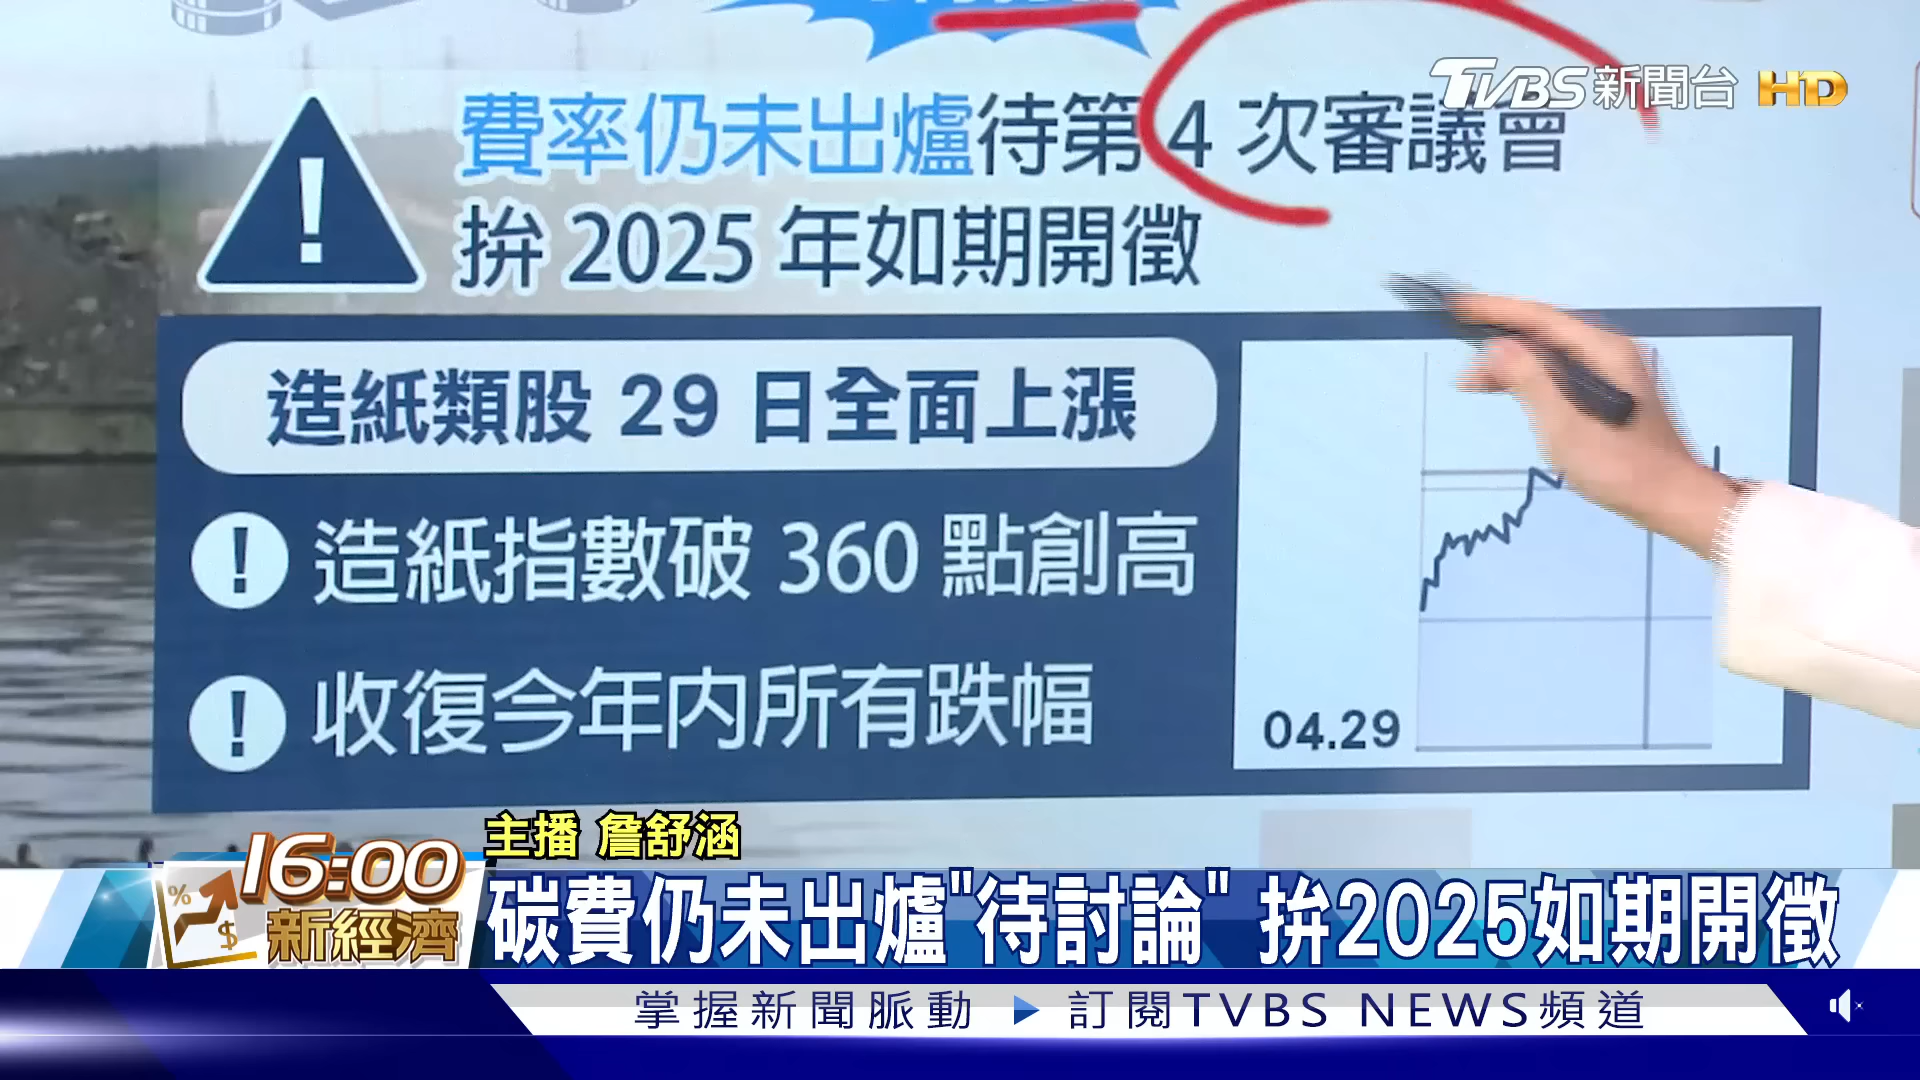 TVBS新聞台 HD
費率仍未出爐待第4次審議會
拚2025年如期開徵
造紙類股29日全面上漲
造紙指數破360點創高
收復今年內所有跌幅
04.29
主播 詹舒涵
16:00
新經濟
碳費仍未出爐"待討論" 拚2025如期開徵
掌握新聞脈動 ▶ 訂閱TVBS NEWS頻道